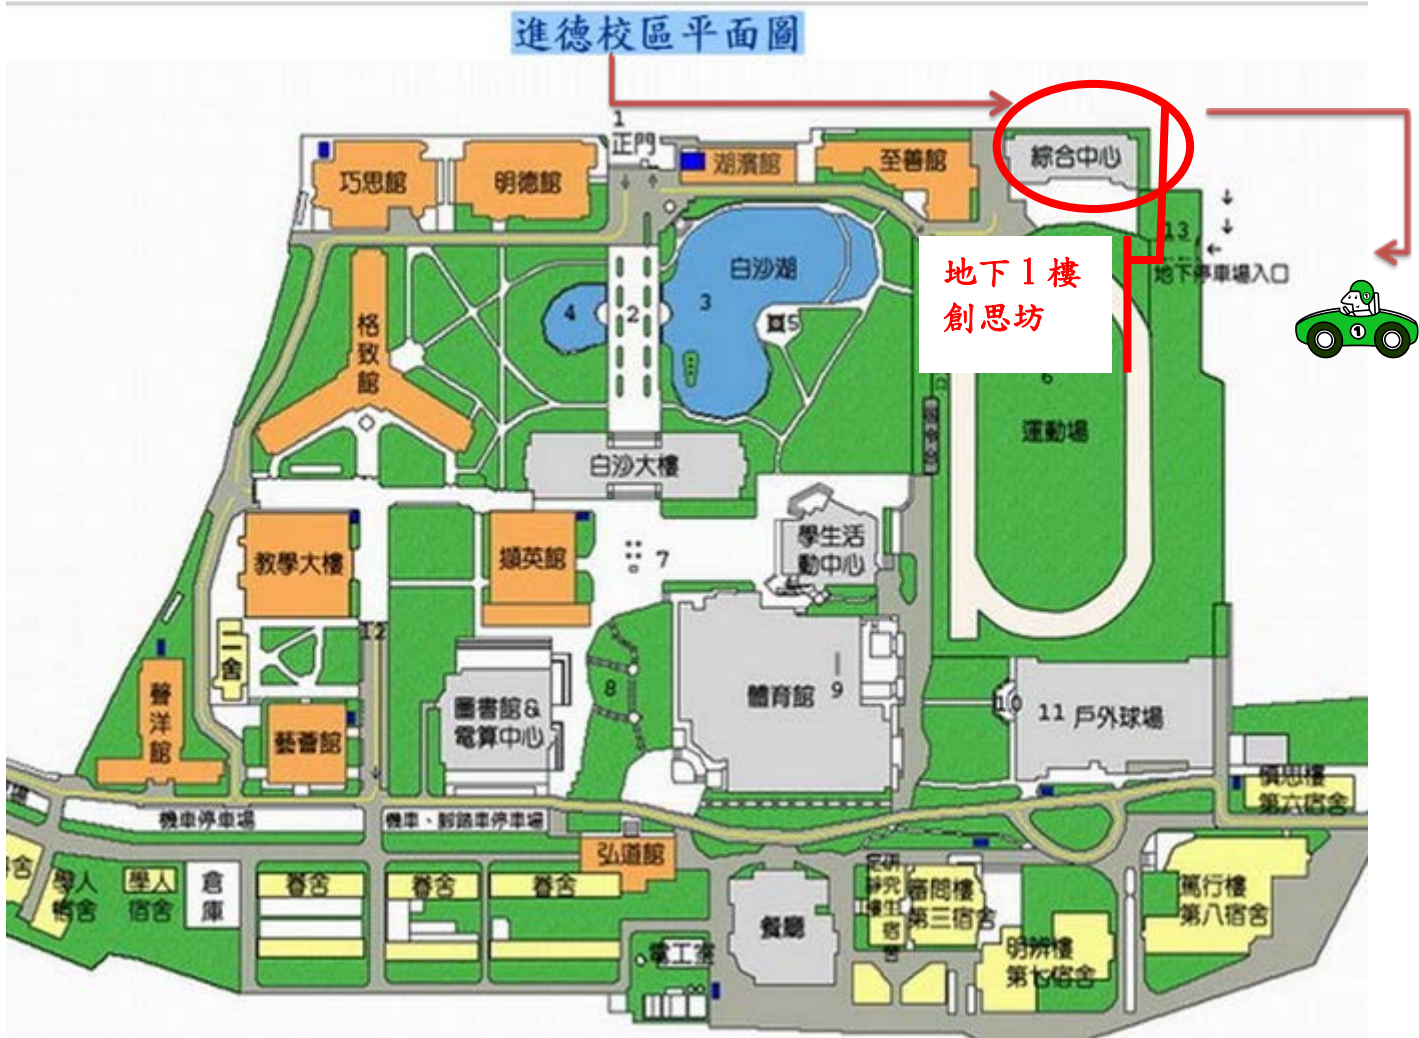 進德校區平面圖
1
正門
湖濱館
至善館
綜合中心
巧思館
明德館
13
地下停車場入口
地下1樓
創思坊
白沙湖
4
2
3
5
格致館
6
運動場
司令台
白沙大樓
學生活
動中心
教學大樓
擷英館
7
12
二舍
8
體育館
9
10
11 戶外球場
聲洋館
藝薈館
圖書館&
電算中心
慎思樓
第六宿舍
機車停車場
機車、腳踏車停車場
弘道館
舍
學人
宿舍
學人
宿舍
倉庫
眷舍
眷舍
眷舍
電工室
餐廳
研究生宿舍
審問樓
第三宿舍
明辨樓
第七宿舍
篤行樓
第八宿舍
1